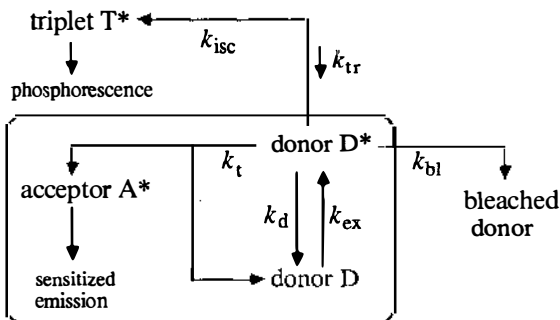 triplet T*
k_isc
k_tr
phosphorescence
donor D*
k_t
k_bl
acceptor A*
k_d
k_ex
bleached
donor
sensitized
emission
donor D